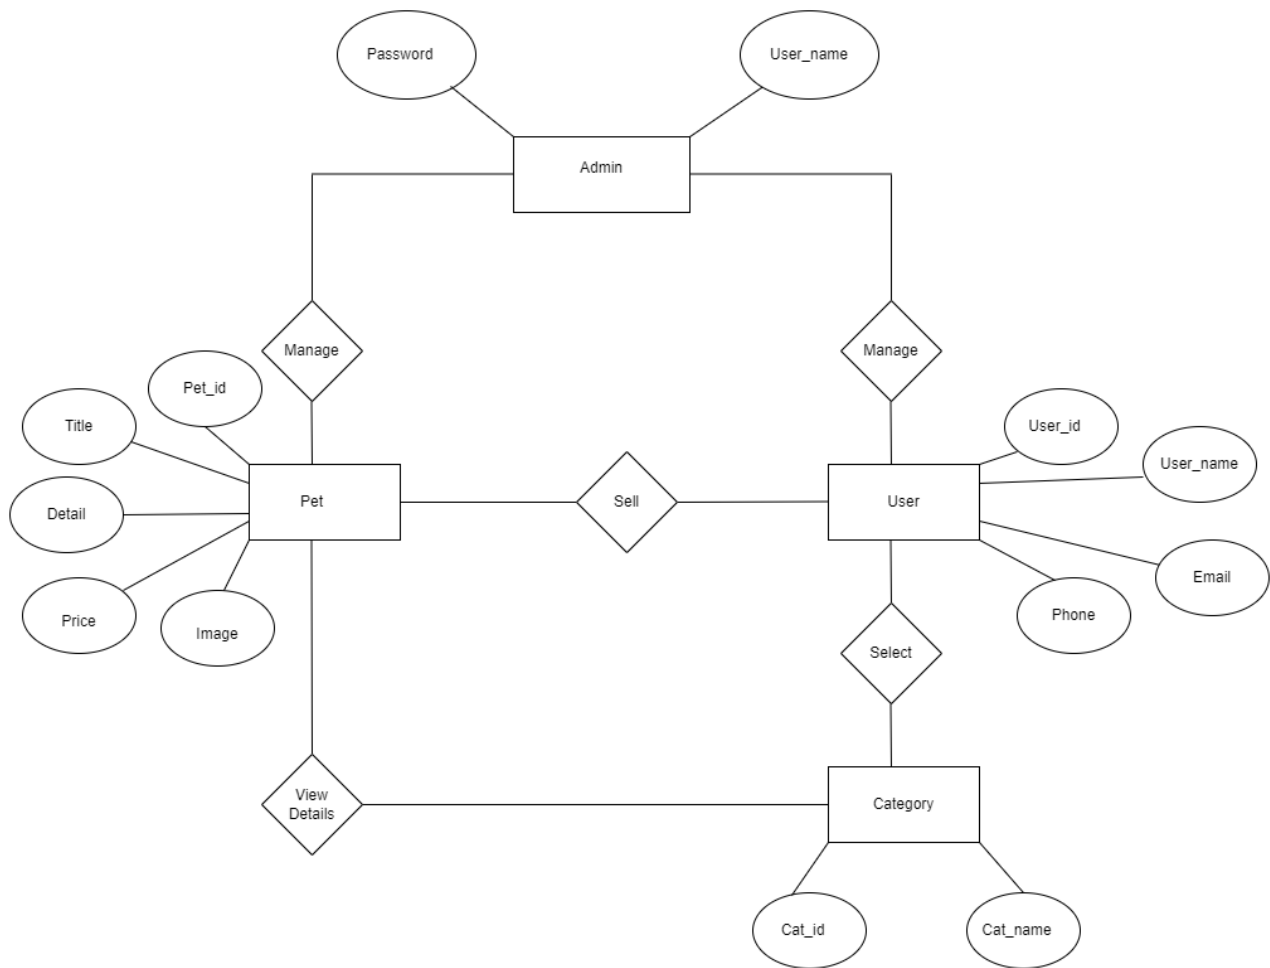 Password
User_name
Admin
Manage
Manage
Pet_id
Title
Detail
Price
Image
Pet
Sell
User
User_id
User_name
Email
Phone
Select
View
Details
Category
Cat_id
Cat_name